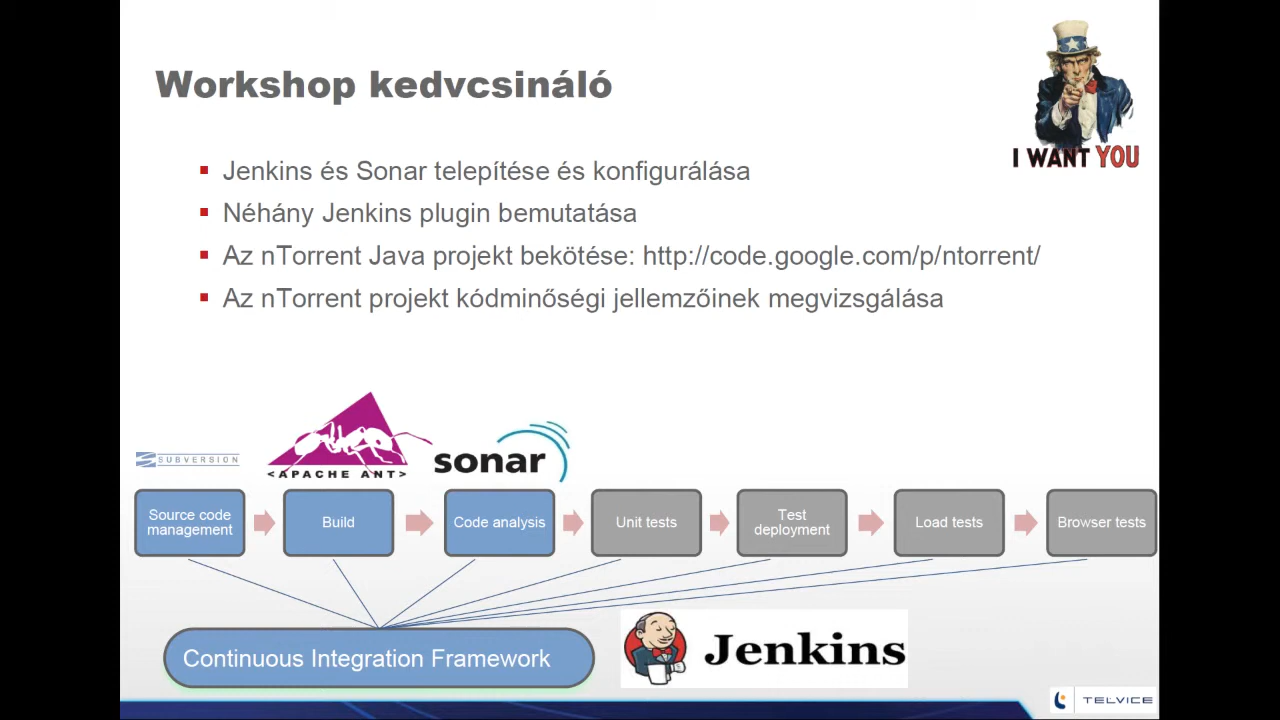 Workshop kedvcsináló
I WANT YOU
Jenkins és Sonar telepítése és konfigurálása
Néhány Jenkins plugin bemutatása
Az nTorrent Java projekt bekötése: http://code.google.com/p/ntorrent/
Az nTorrent projekt kódminőségi jellemzőinek megvizsgálása
SUBVERSION
<APACHE ANT>
sonar
Source code
management
Build
Code analysis
Unit tests
Test
deployment
Load tests
Browser tests
Continuous Integration Framework
Jenkins
TELVICE